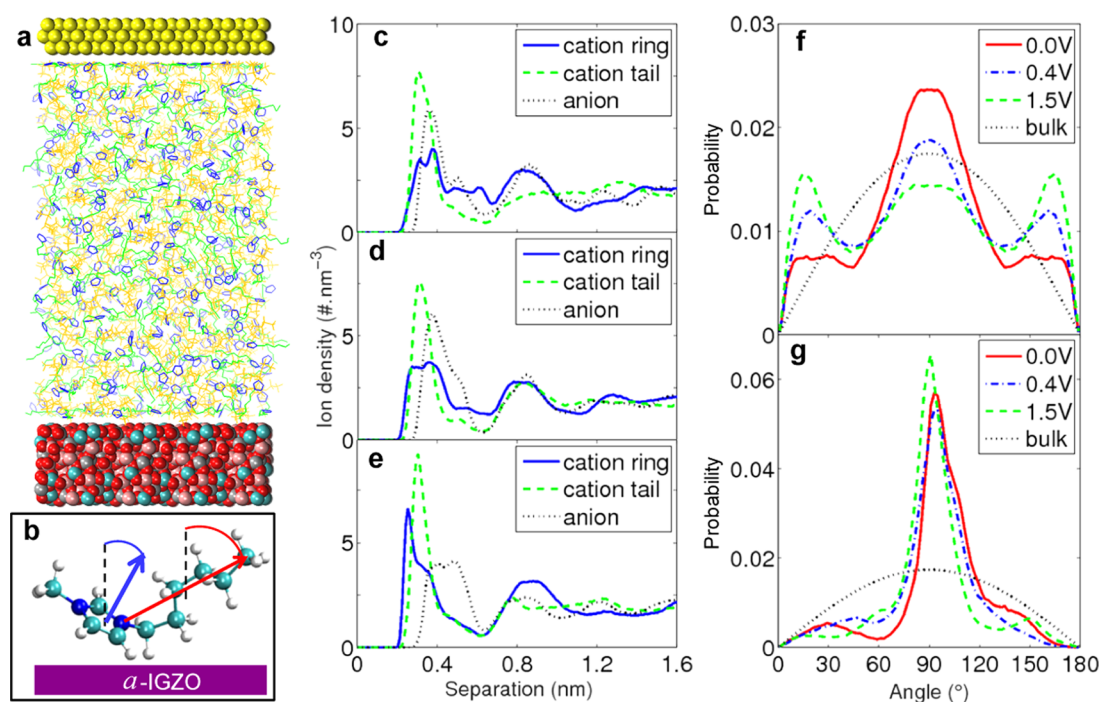 a
b
a-IGZO
c
10
5
0
cation ring
cation tail
anion
d
10
5
0
cation ring
cation tail
anion
e
10
5
0
cation ring
cation tail
anion
0
0.4
0.8
1.2
1.6
Ion density (#.nm⁻³)
Separation (nm)
f
0.03
0.02
0.01
0
Probability
0.0V
0.4V
1.5V
bulk
g
0.06
0.04
0.02
0
Probability
0.0V
0.4V
1.5V
bulk
0
30
60
90
120
150
180
Angle (°)